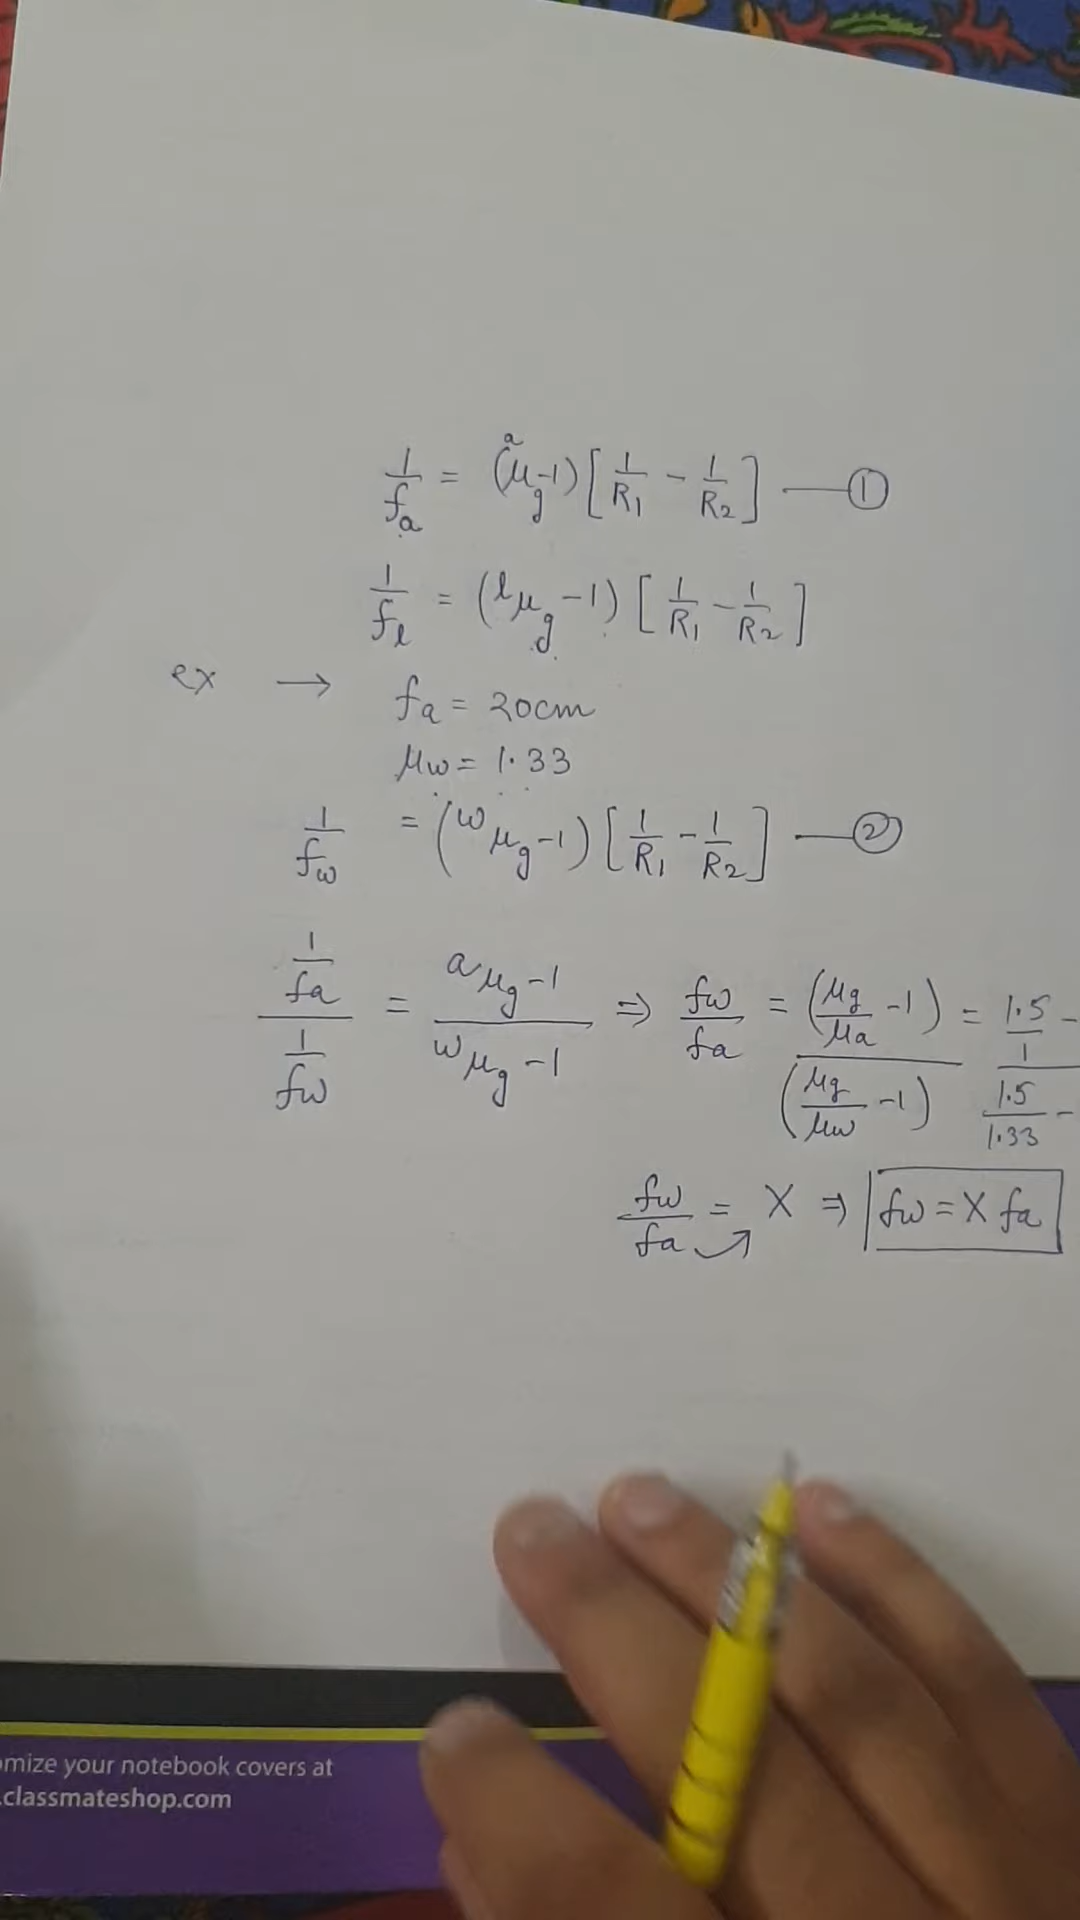 1/fa = (ᵃμg-1) [1/R1 - 1/R2] —①
1/fl = (ˡμg-1) [1/R1 - 1/R2]
ex → fa = 20cm
μw = 1.33
1/fw = (ʷμg-1) [1/R1 - 1/R2] —②
(1/fa)/(1/fw) = (ᵃμg-1)/(ʷμg-1) ⇒ fw/fa = (μg/μa -1)/(μg/μw -1) = (1.5/1 -)/(1.5/1.33 -)
fw/fa = X ⇒ fw = X fa
omize your notebook covers at
.classmateshop.com